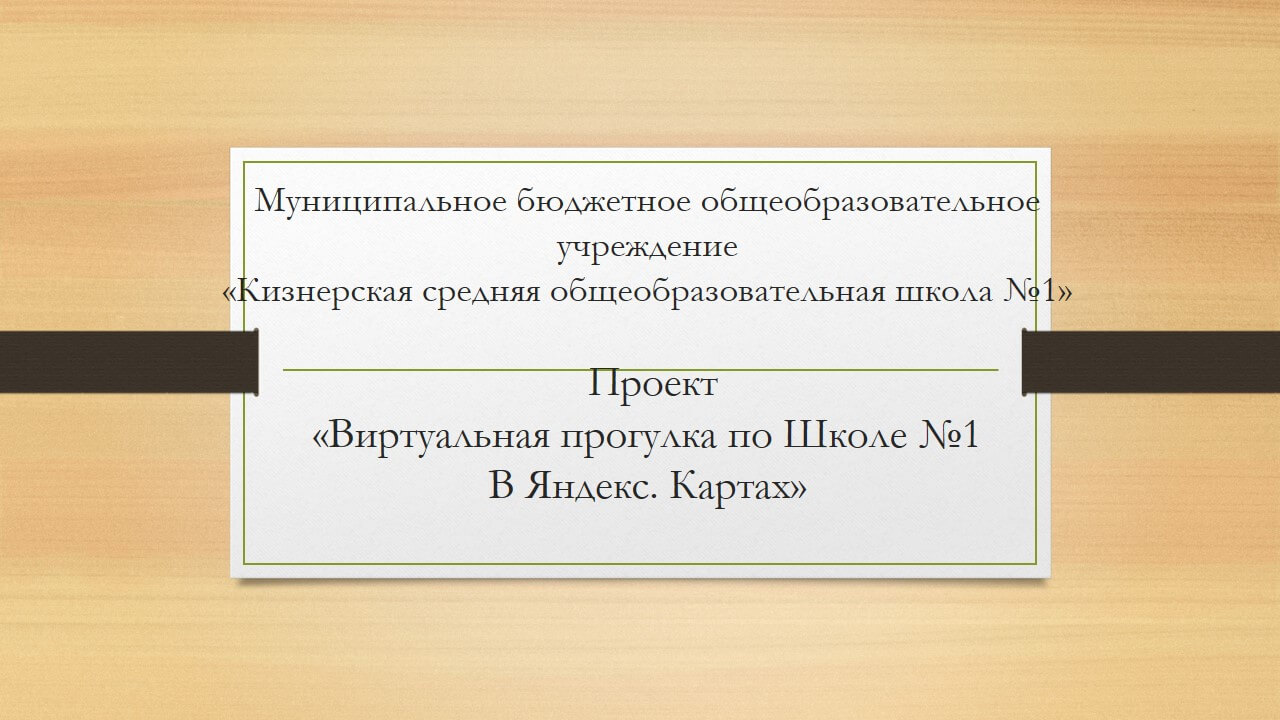 Муниципальное бюджетное общеобразовательное
учреждение
«Кизнерская средняя общеобразовательная школа №1»
Проект
«Виртуальная прогулка по Школе №1
В Яндекс. Картах»